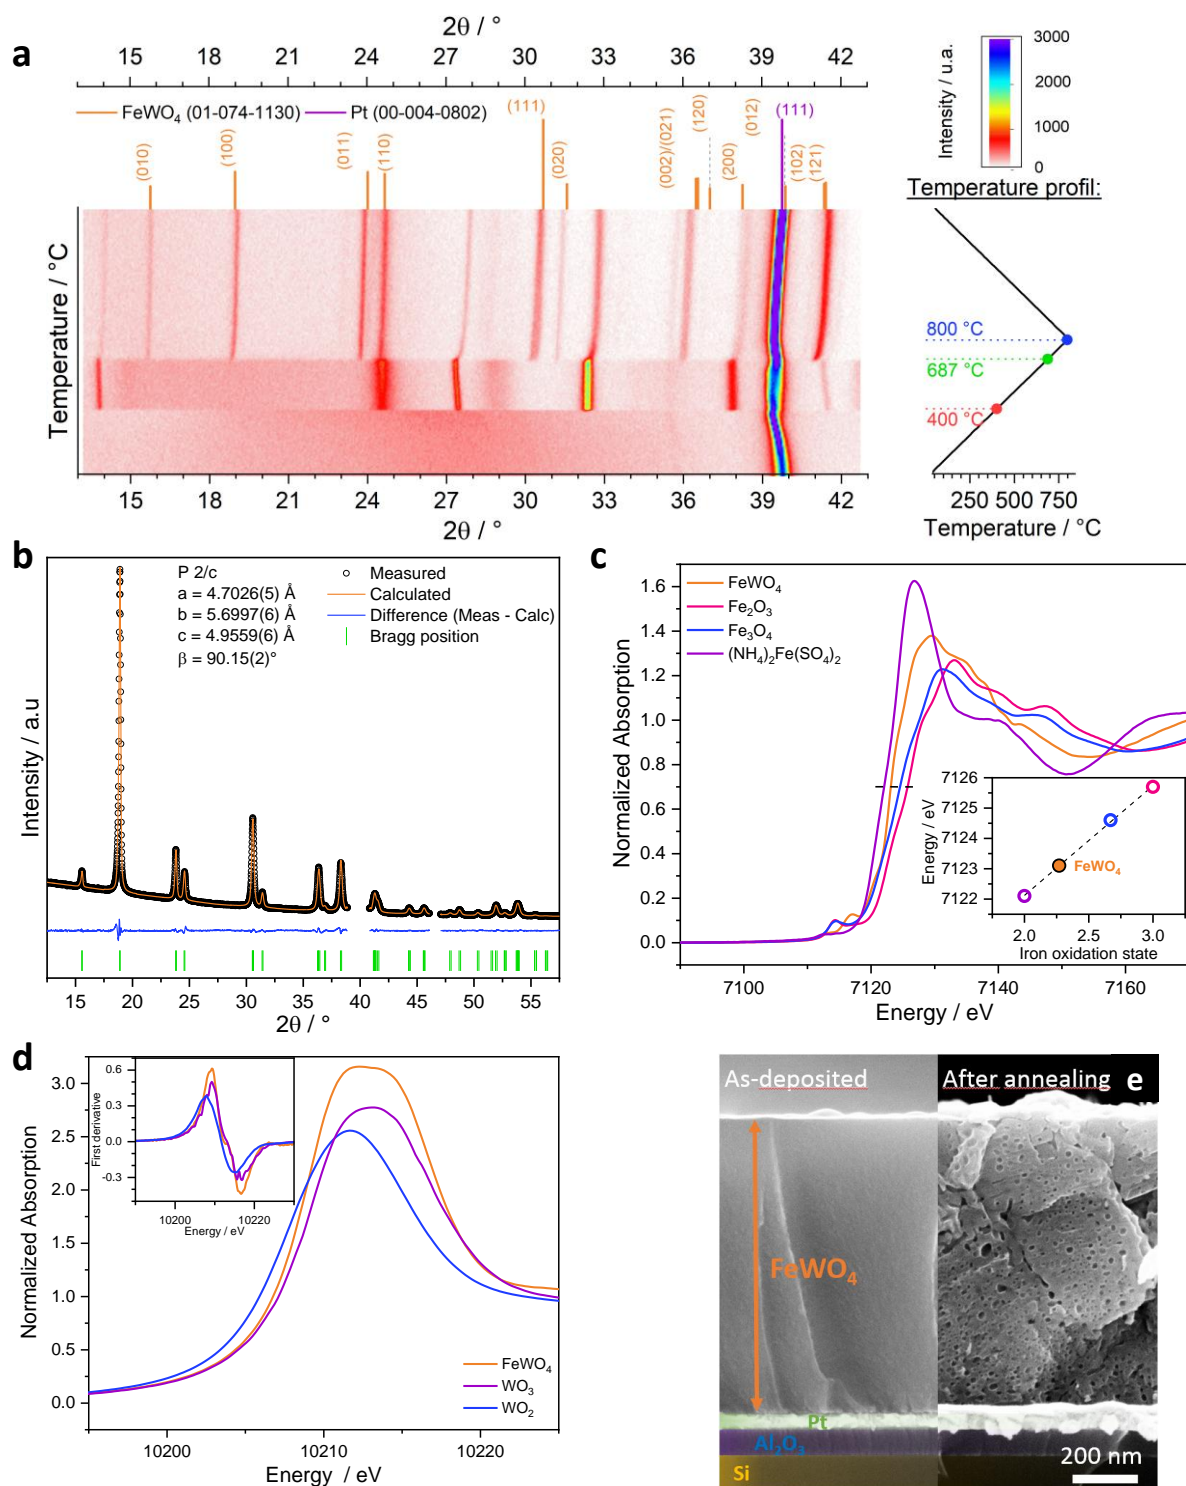 a
2θ / °
15 18 21 24 27 30 33 36 39 42
FeWO₄ (01-074-1130) Pt (00-004-0802)
(010) (100) (011) (110) (111) (020) (002)/(021) (120) (200) (012) (111) (102) (121)
Temperature / °C
15 18 21 24 27 30 33 36 39 42
2θ / °
Intensity / u.a.
3000
2000
1000
0
Temperature profil:
800 °C
687 °C
400 °C
250 500 750
Temperature / °C
b
P 2/c
a = 4.7026(5) Å
b = 5.6997(6) Å
c = 4.9559(6) Å
β = 90.15(2)°
Measured
Calculated
Difference (Meas - Calc)
Bragg position
Intensity / a.u
15 20 25 30 35 40 45 50 55
2θ / °
c
FeWO₄
Fe₂O₃
Fe₃O₄
(NH₄)₂Fe(SO₄)₂
Normalized Absorption
1.6
1.4
1.2
1.0
0.8
0.6
0.4
0.2
0.0
7100 7120 7140 7160
Energy / eV
Energy / eV
7126
7125
7124
7123
7122
FeWO₄
2.0 2.5 3.0
Iron oxidation state
d
Normalized Absorption
3.0
2.5
2.0
1.5
1.0
0.5
0.0
10200 10210 10220
Energy / eV
First derivative
0.6
0.3
0.0
-0.3
10200 10220
Energy / eV
FeWO₄
WO₃
WO₂
As-deposited
After annealing
e
FeWO₄
Pt
Al₂O₃
Si
200 nm